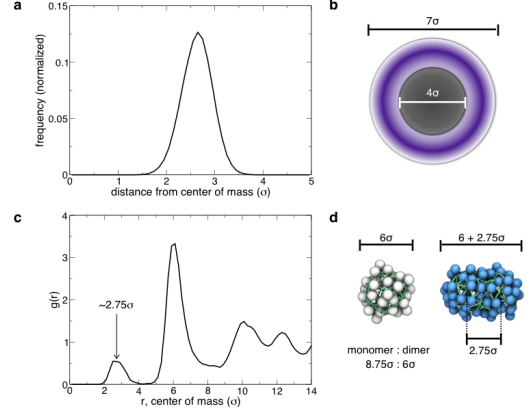 a
0.15
0.1
0.05
0
frequency (normalized)
0 1 2 3 4 5
distance from center of mass (σ)
b
7σ
4σ
c
4
3
2
1
0
g(r)
~2.75σ
0 2 4 6 8 10 12 14
r, center of mass (σ)
d
6σ
6 + 2.75σ
2.75σ
monomer : dimer
8.75σ : 6σ